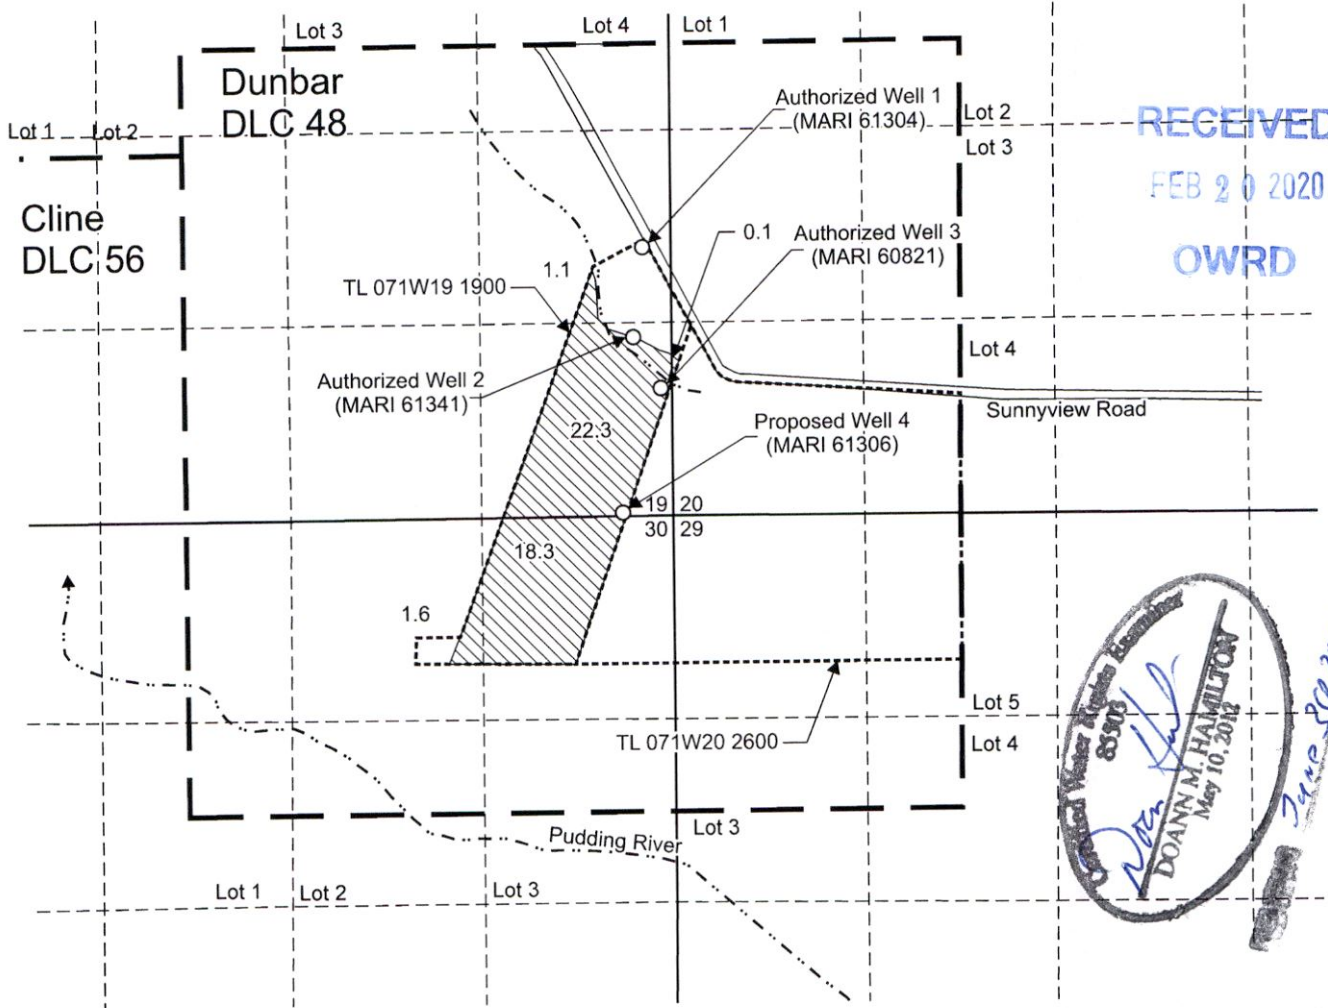 Lot 3
Lot 4
Lot 1
Dunbar
DLC 48
Authorized Well 1
(MARI 61304)
Lot 2
Lot 3
RECEIVED
FEB 20 2020
OWRD
Lot 1
Lot 2
Cline
DLC 56
0.1
Authorized Well 3
(MARI 60821)
1.1
TL 071W19 1900
Lot 4
Authorized Well 2
(MARI 61341)
Sunnyview Road
22.3
Proposed Well 4
(MARI 61306)
19 20
30 29
18.3
1.6
Lot 5
Lot 4
TL 071W20 2600
Lot 3
Pudding River
Lot 1
Lot 2
Lot 3
Certified Water Rights Examiner
DOANN M. HAMILTON
May 10, 2012